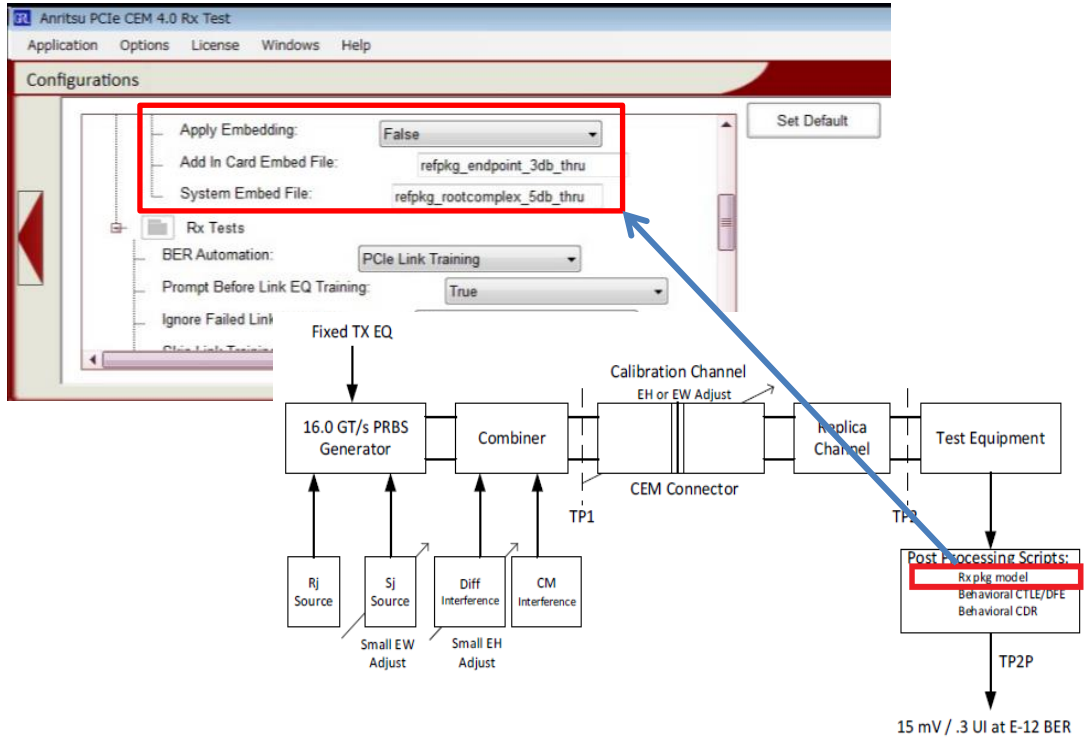 Anritsu PCIe CEM 4.0 Rx Test
Application Options License Windows Help
Configurations
Set Default
Apply Embedding: False
Add In Card Embed File: refpkg_endpoint_3db_thru
System Embed File: refpkg_rootcomplex_5db_thru
Rx Tests
BER Automation: PCIe Link Training
Prompt Before Link EQ Training: True
Ignore Failed Link
Fixed TX EQ
Calibration Channel
EH or EW Adjust
16.0 GT/s PRBS
Generator
Combiner
Replica
Channel
Test Equipment
CEM Connector
TP1
TP2
Rj
Source
Sj
Source
Diff
Interference
CM
Interference
Small EW
Adjust
Small EH
Adjust
Post Processing Scripts:
Rx pkg model
Behavioral CTLE/DFE
Behavioral CDR
TP2P
15 mV / .3 UI at E-12 BER